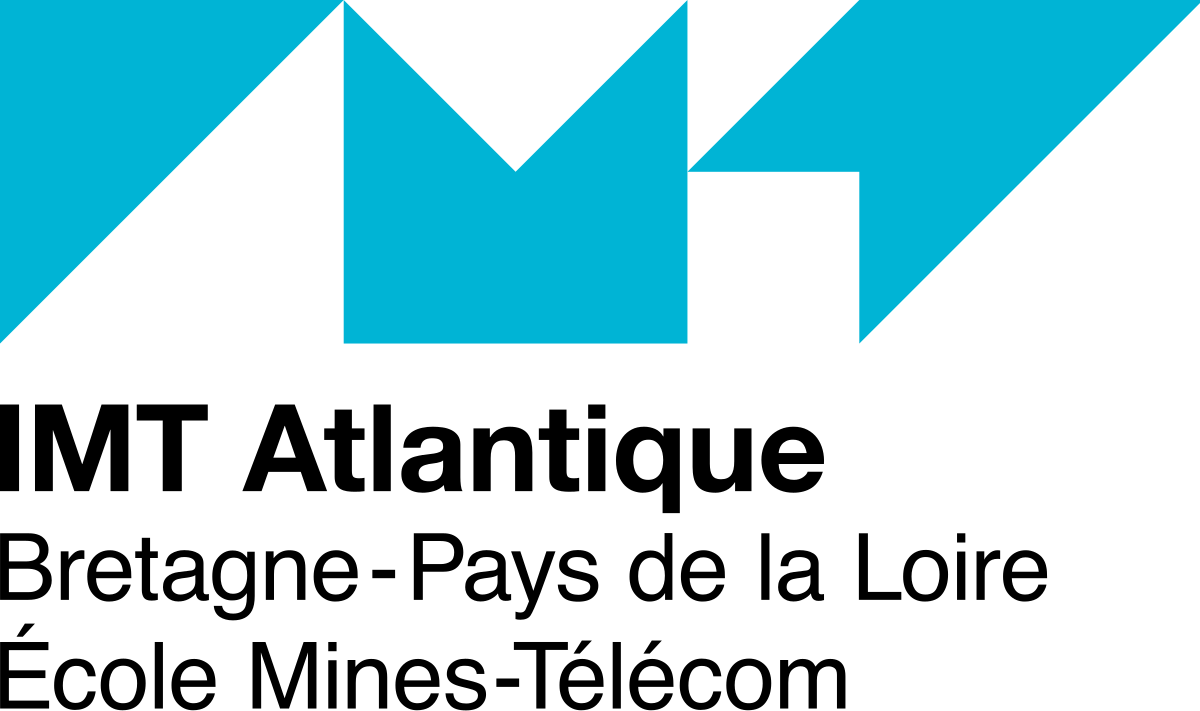 IMT Atlantique
Bretagne-Pays de la Loire
École Mines-Télécom